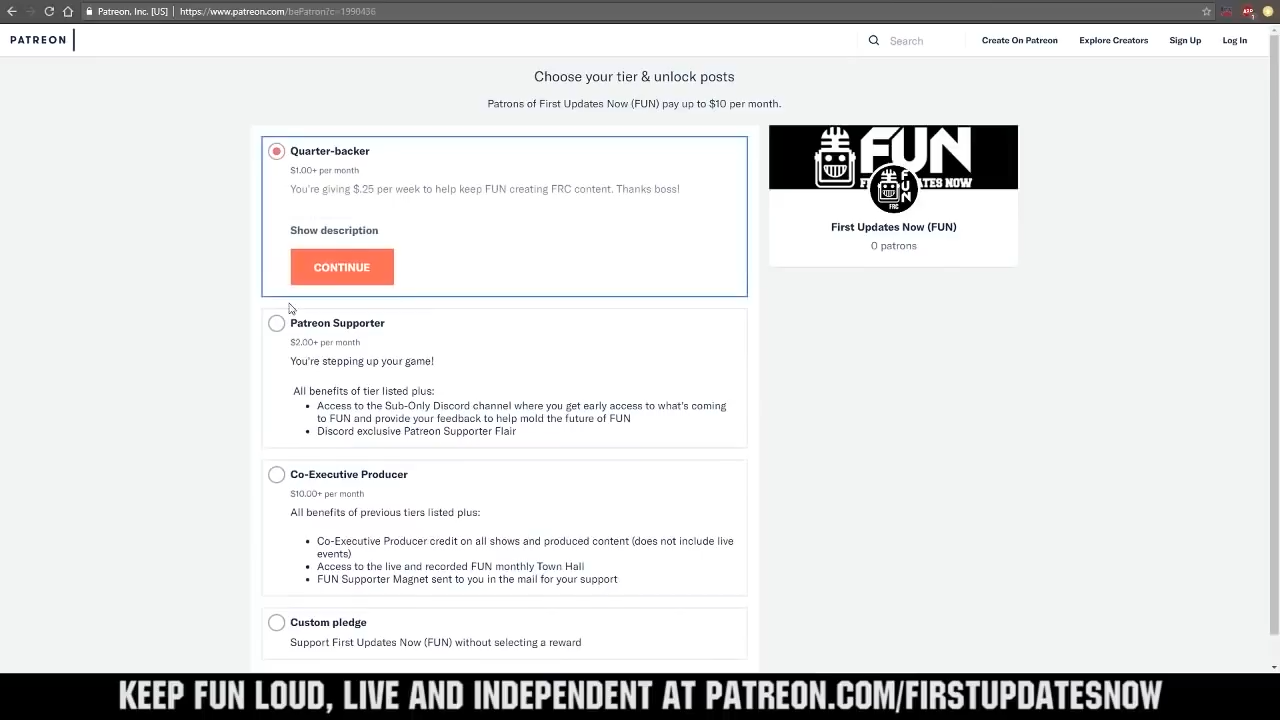 Patreon, Inc. [US] | https://www.patreon.com/bePatron?c=1990436
PATREON
Search
Create On Patreon
Explore Creators
Sign Up
Log In
Choose your tier & unlock posts
Patrons of First Updates Now (FUN) pay up to $10 per month.
Quarter-backer
$1.00+ per month
You're giving $.25 per week to help keep FUN creating FRC content. Thanks boss!
Show description
CONTINUE
Patreon Supporter
$2.00+ per month
You're stepping up your game!
All benefits of tier listed plus:
Access to the Sub-Only Discord channel where you get early access to what's coming
to FUN and provide your feedback to help mold the future of FUN
Discord exclusive Patreon Supporter Flair
Co-Executive Producer
$10.00+ per month
All benefits of previous tiers listed plus:
Co-Executive Producer credit on all shows and produced content (does not include live
events)
Access to the live and recorded FUN monthly Town Hall
FUN Supporter Magnet sent to you in the mail for your support
Custom pledge
Support First Updates Now (FUN) without selecting a reward
FUN
FUN
FRC
First Updates Now (FUN)
0 patrons
KEEP FUN LOUD, LIVE AND INDEPENDENT AT PATREON.COM/FIRSTUPDATESNOW